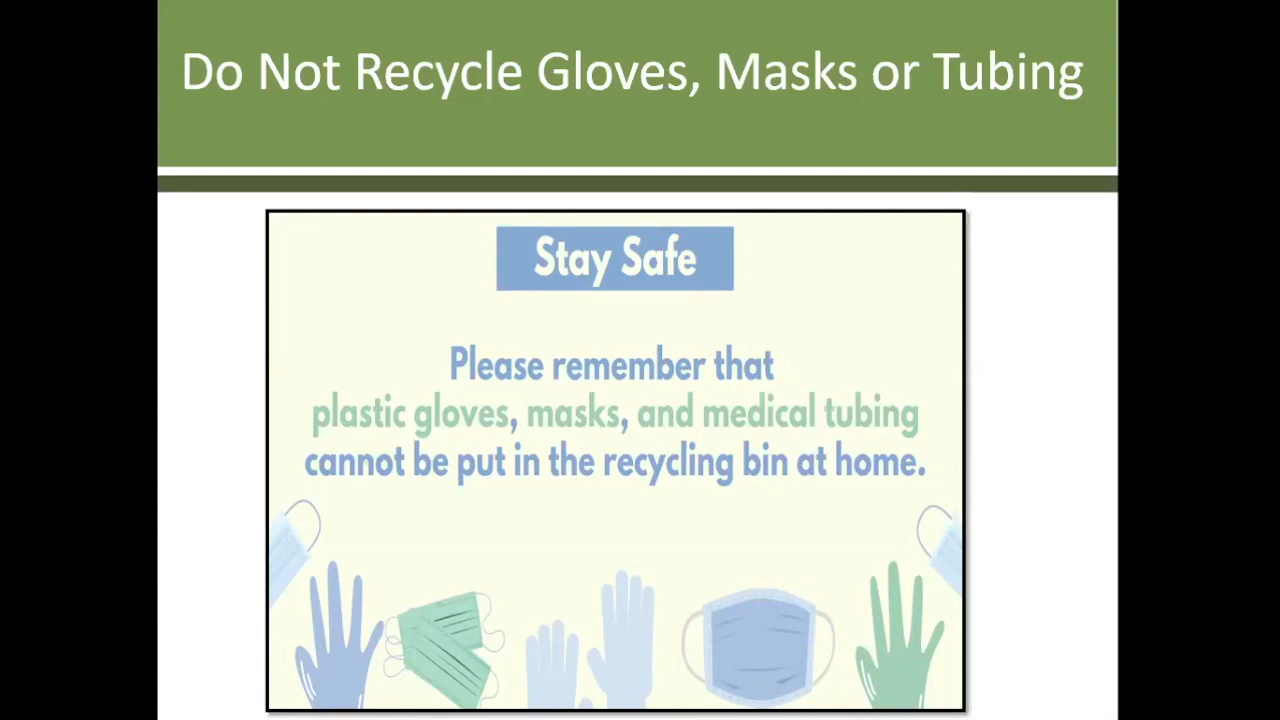 Do Not Recycle Gloves, Masks or Tubing
Stay Safe
Please remember that
plastic gloves, masks, and medical tubing
cannot be put in the recycling bin at home.